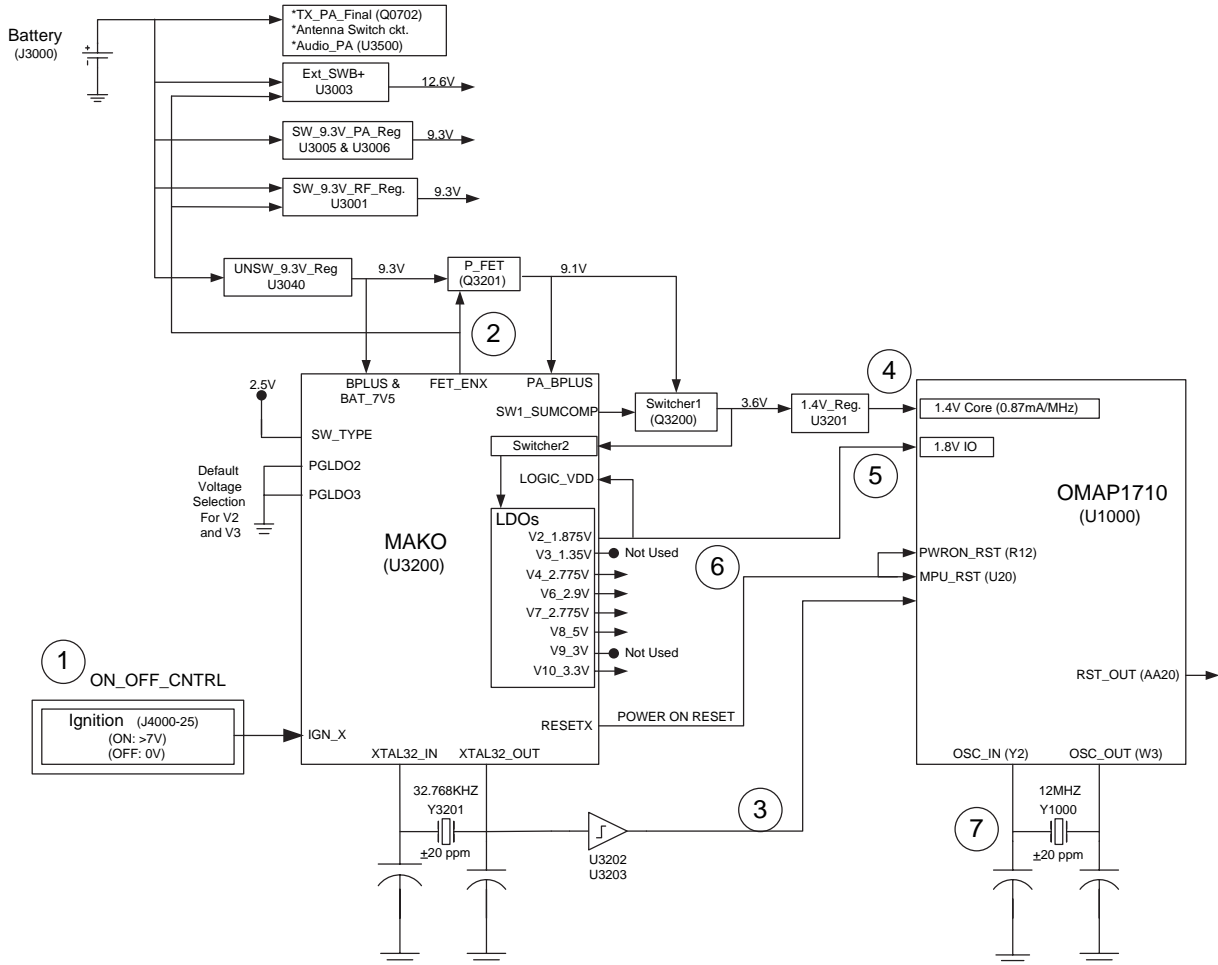 *TX_PA_Final (Q0702)
*Antenna Switch ckt.
*Audio_PA (U3500)
Battery
(J3000)
+
-
Ext_SWB+
U3003
12.6V
SW_9.3V_PA_Reg
U3005 & U3006
9.3V
SW_9.3V_RF_Reg.
U3001
9.3V
UNSW_9.3V_Reg
U3040
9.3V
P_FET
(Q3201)
9.1V
2
BPLUS &
BAT_7V5
FET_ENX
PA_BPLUS
2.5V
SW_TYPE
SW1_SUMCOMP
Switcher1
(Q3200)
3.6V
1.4V_Reg.
U3201
4
1.4V Core (0.87mA/MHz)
Switcher2
1.8V IO
5
PGLDO2
PGLDO3
Default
Voltage
Selection
For V2
and V3
LOGIC_VDD
MAKO
(U3200)
LDOs
V2_1.875V
V3_1.35V
Not Used
V4_2.775V
V6_2.9V
V7_2.775V
V8_5V
V9_3V
Not Used
V10_3.3V
6
OMAP1710
(U1000)
PWRON_RST (R12)
MPU_RST (U20)
RST_OUT (AA20)
1
ON_OFF_CNTRL
Ignition (J4000-25)
(ON: >7V)
(OFF: 0V)
IGN_X
RESETX
POWER ON RESET
XTAL32_IN
XTAL32_OUT
OSC_IN (Y2)
OSC_OUT (W3)
32.768KHZ
Y3201
±20 ppm
U3202
U3203
3
7
12MHZ
Y1000
±20 ppm